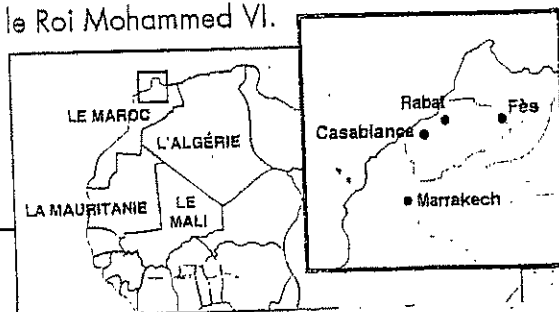 le Roi Mohammed VI.
LE MAROC
L'ALGÉRIE
LA MAURITANIE
LE
MALI
Rabat
Fès
Casablanca
Marrakech